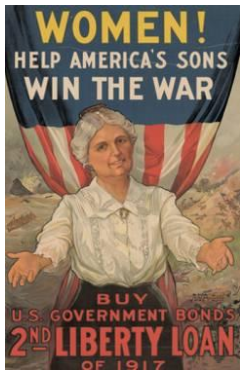 WOMEN!
HELP AMERICA'S SONS
WIN THE WAR
BUY
U·S GOVERNMENT BONDS
2ND LIBERTY LOAN
OF 1917